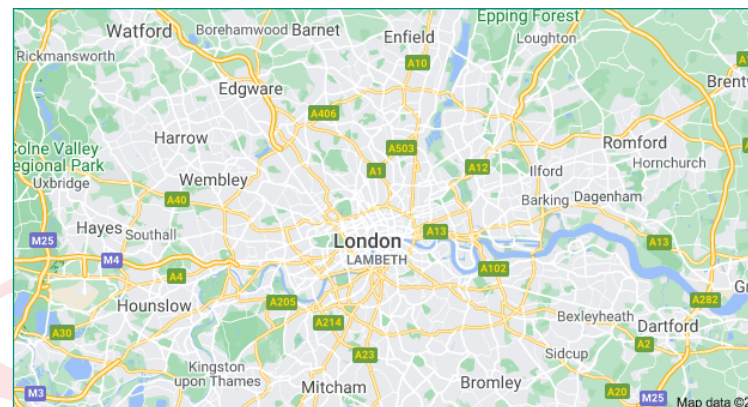 Epping Forest
Watford
Borehamwood
Barnet
Enfield
Loughton
Rickmansworth
A10
Edgware
A406
Harrow
A503
Romford
Colne Valley
Regional Park
Hornchurch
Uxbridge
Wembley
A1
A12
Ilford
A40
Barking
Dagenham
Hayes
Southall
London
A13
M25
LAMBETH
A13
M4
A4
A102
Hounslow
A205
A282
A214
Bexleyheath
A30
Dartford
A23
A2
Kingston
upon Thames
Sidcup
M3
Mitcham
Bromley
A20
M25
Map data ©2